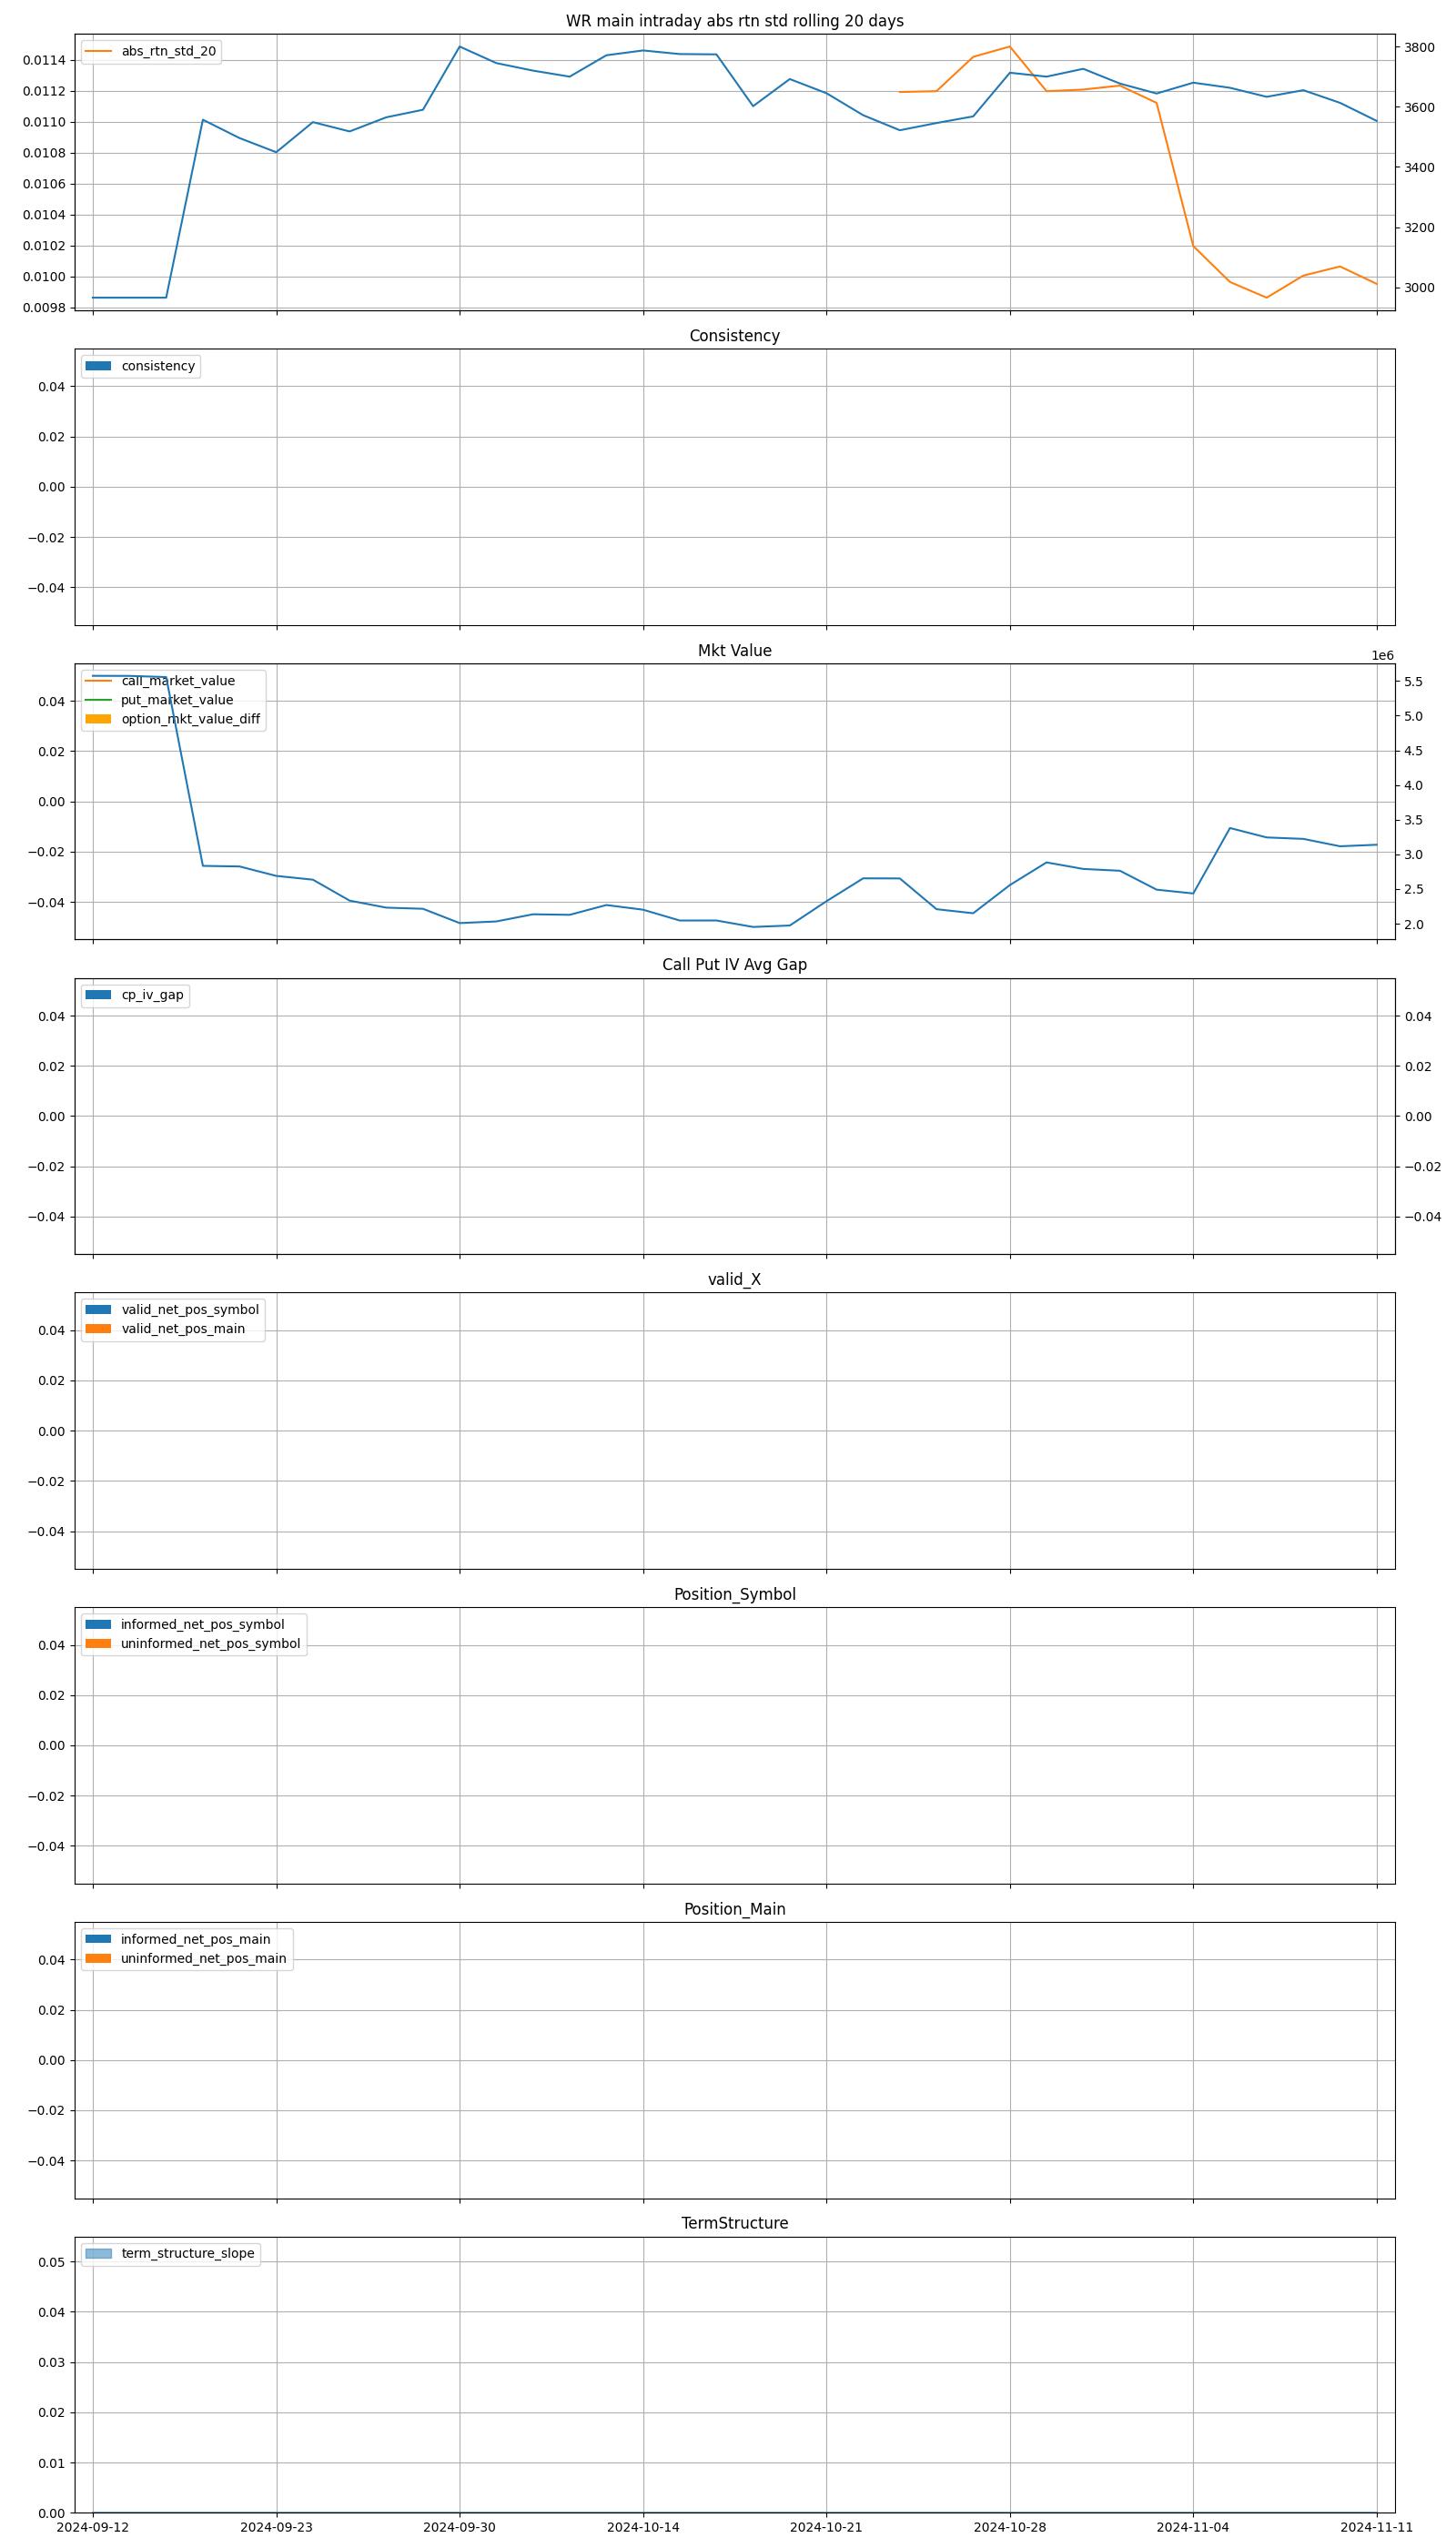 WR main intraday abs rtn std rolling 20 days
abs_rtn_std_20
0.0114
0.0112
0.0110
0.0108
0.0106
0.0104
0.0102
0.0100
0.0098
3800
3600
3400
3200
3000
Consistency
consistency
0.04
0.02
0.00
−0.02
−0.04
Mkt Value
1e6
call_market_value
put_market_value
option_mkt_value_diff
0.04
0.02
0.00
−0.02
−0.04
5.5
5.0
4.5
4.0
3.5
3.0
2.5
2.0
Call Put IV Avg Gap
cp_iv_gap
0.04
0.02
0.00
−0.02
−0.04
0.04
0.02
0.00
−0.02
−0.04
valid_X
valid_net_pos_symbol
valid_net_pos_main
0.04
0.02
0.00
−0.02
−0.04
Position_Symbol
informed_net_pos_symbol
uninformed_net_pos_symbol
0.04
0.02
0.00
−0.02
−0.04
Position_Main
informed_net_pos_main
uninformed_net_pos_main
0.04
0.02
0.00
−0.02
−0.04
TermStructure
term_structure_slope
0.05
0.04
0.03
0.02
0.01
0.00
2024-09-12 2024-09-23 2024-09-30 2024-10-14 2024-10-21 2024-10-28 2024-11-04 2024-11-11